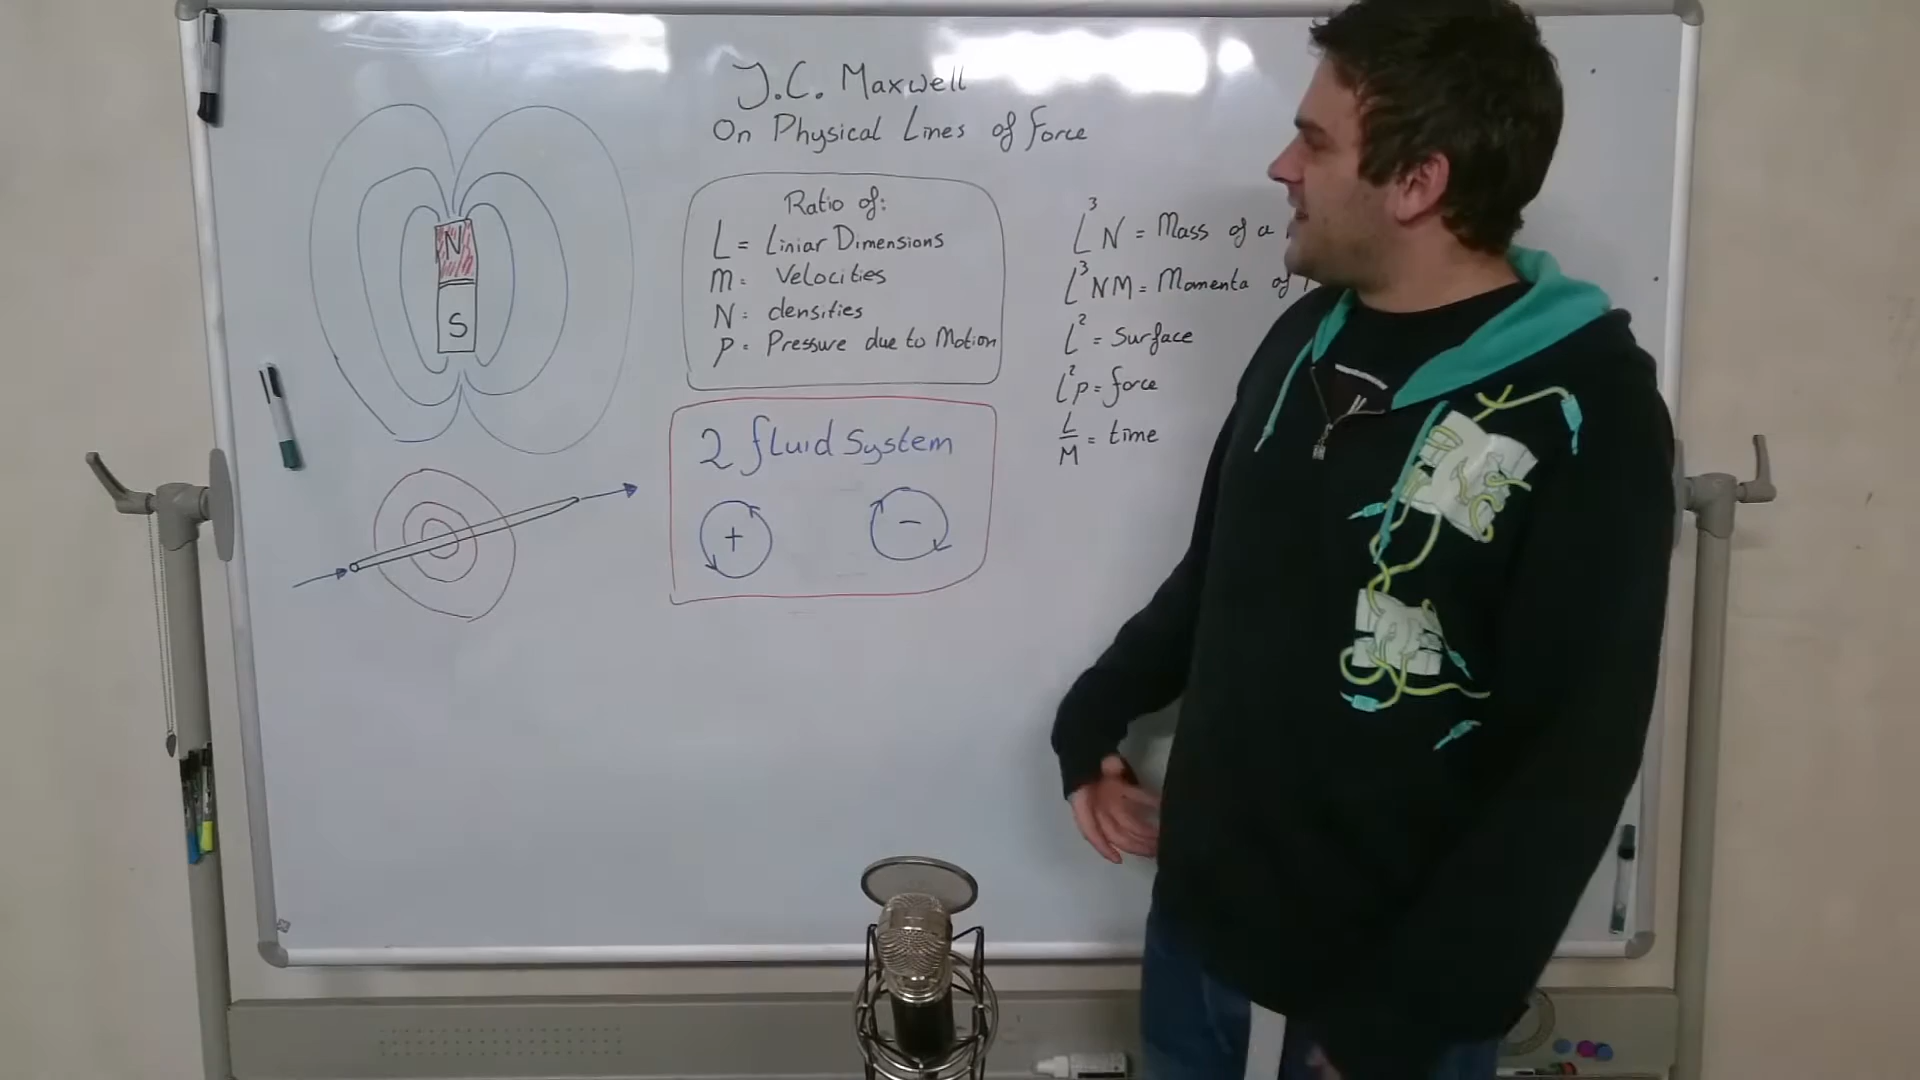 J.C. Maxwell
On Physical Lines of Force
N
S
Ratio of:
L = Liniar Dimensions
M = Velocities
N = densities
P = Pressure due to Motion
2 fluid System
+
-
L³N = Mass of a
L³NM = Momenta of
L² = Surface
L²P = force
L/M = time